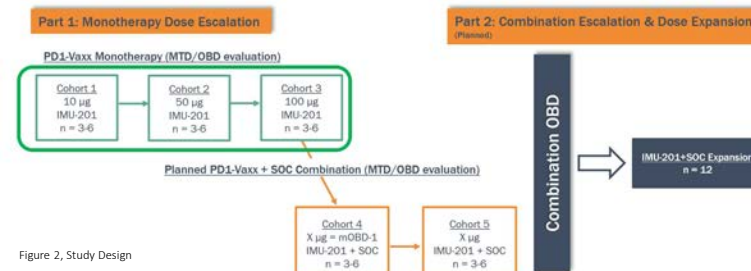 Part 1: Monotherapy Dose Escalation
Part 2: Combination Escalation & Dose Expansion
(Planned)
PD1-Vaxx Monotherapy (MTD/OBD evaluation)
Cohort 1
10 µg
IMU-201
n = 3-6
Cohort 2
50 µg
IMU-201
n = 3-6
Cohort 3
100 µg
IMU-201
n = 3-6
Planned PD1-Vaxx + SOC Combination (MTD/OBD evaluation)
Cohort 4
X µg = mOBD-1
IMU-201 + SOC
n = 3-6
Cohort 5
X µg
IMU-201 + SOC
n = 3-6
Combination OBD
IMU-201+SOC Expansion
n = 12
Figure 2, Study Design